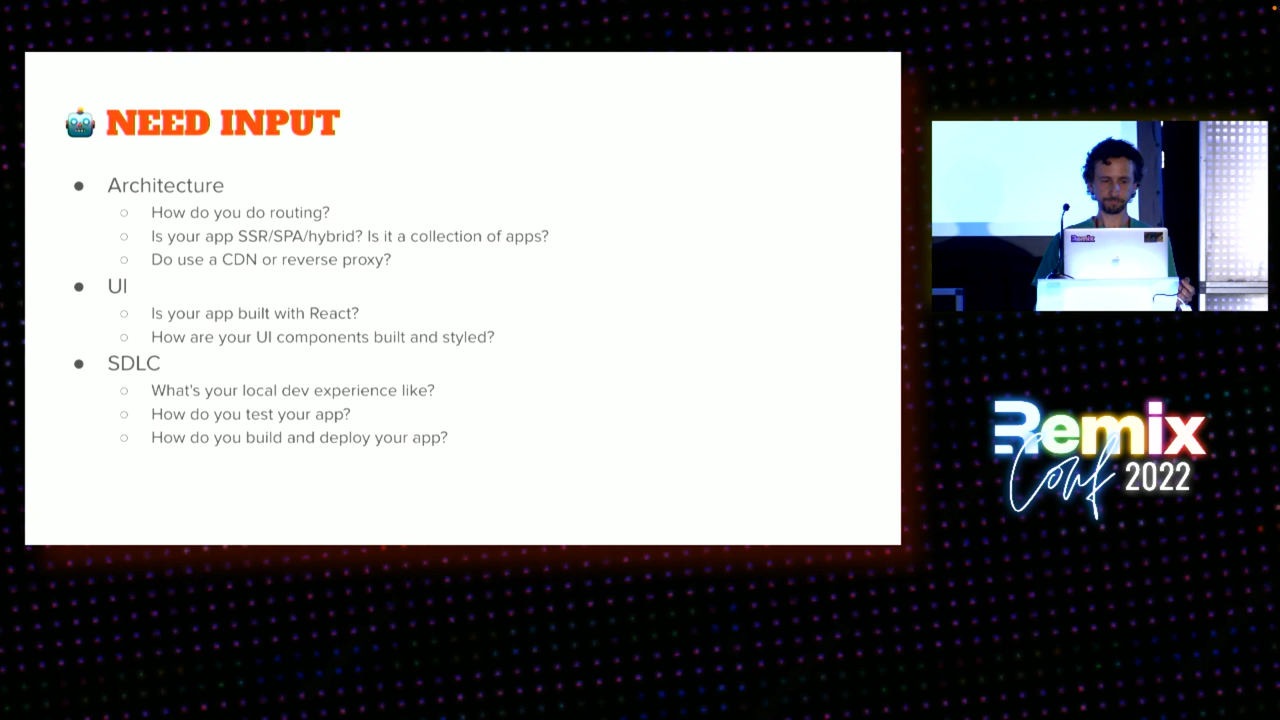 NEED INPUT
Architecture
How do you do routing?
Is your app SSR/SPA/hybrid? Is it a collection of apps?
Do use a CDN or reverse proxy?
UI
Is your app built with React?
How are your UI components built and styled?
SDLC
What's your local dev experience like?
How do you test your app?
How do you build and deploy your app?
Remix
Remix
Conf 2022